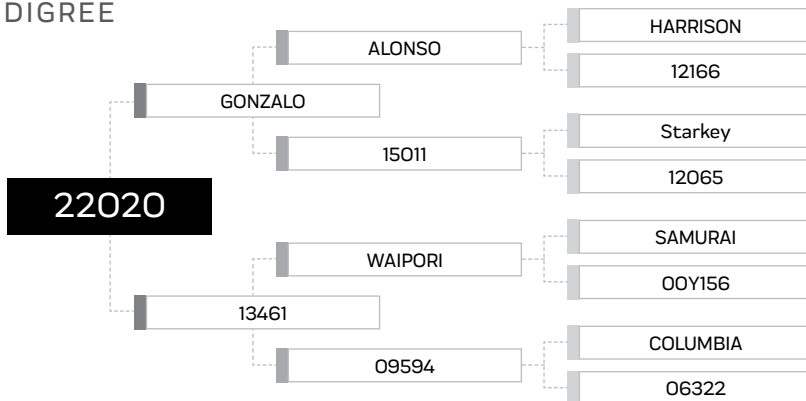 DIGREE
HARRISON
ALONSO
12166
GONZALO
Starkey
15011
12065
22020
SAMURAI
WAIPORI
00Y156
13461
COLUMBIA
09594
06322